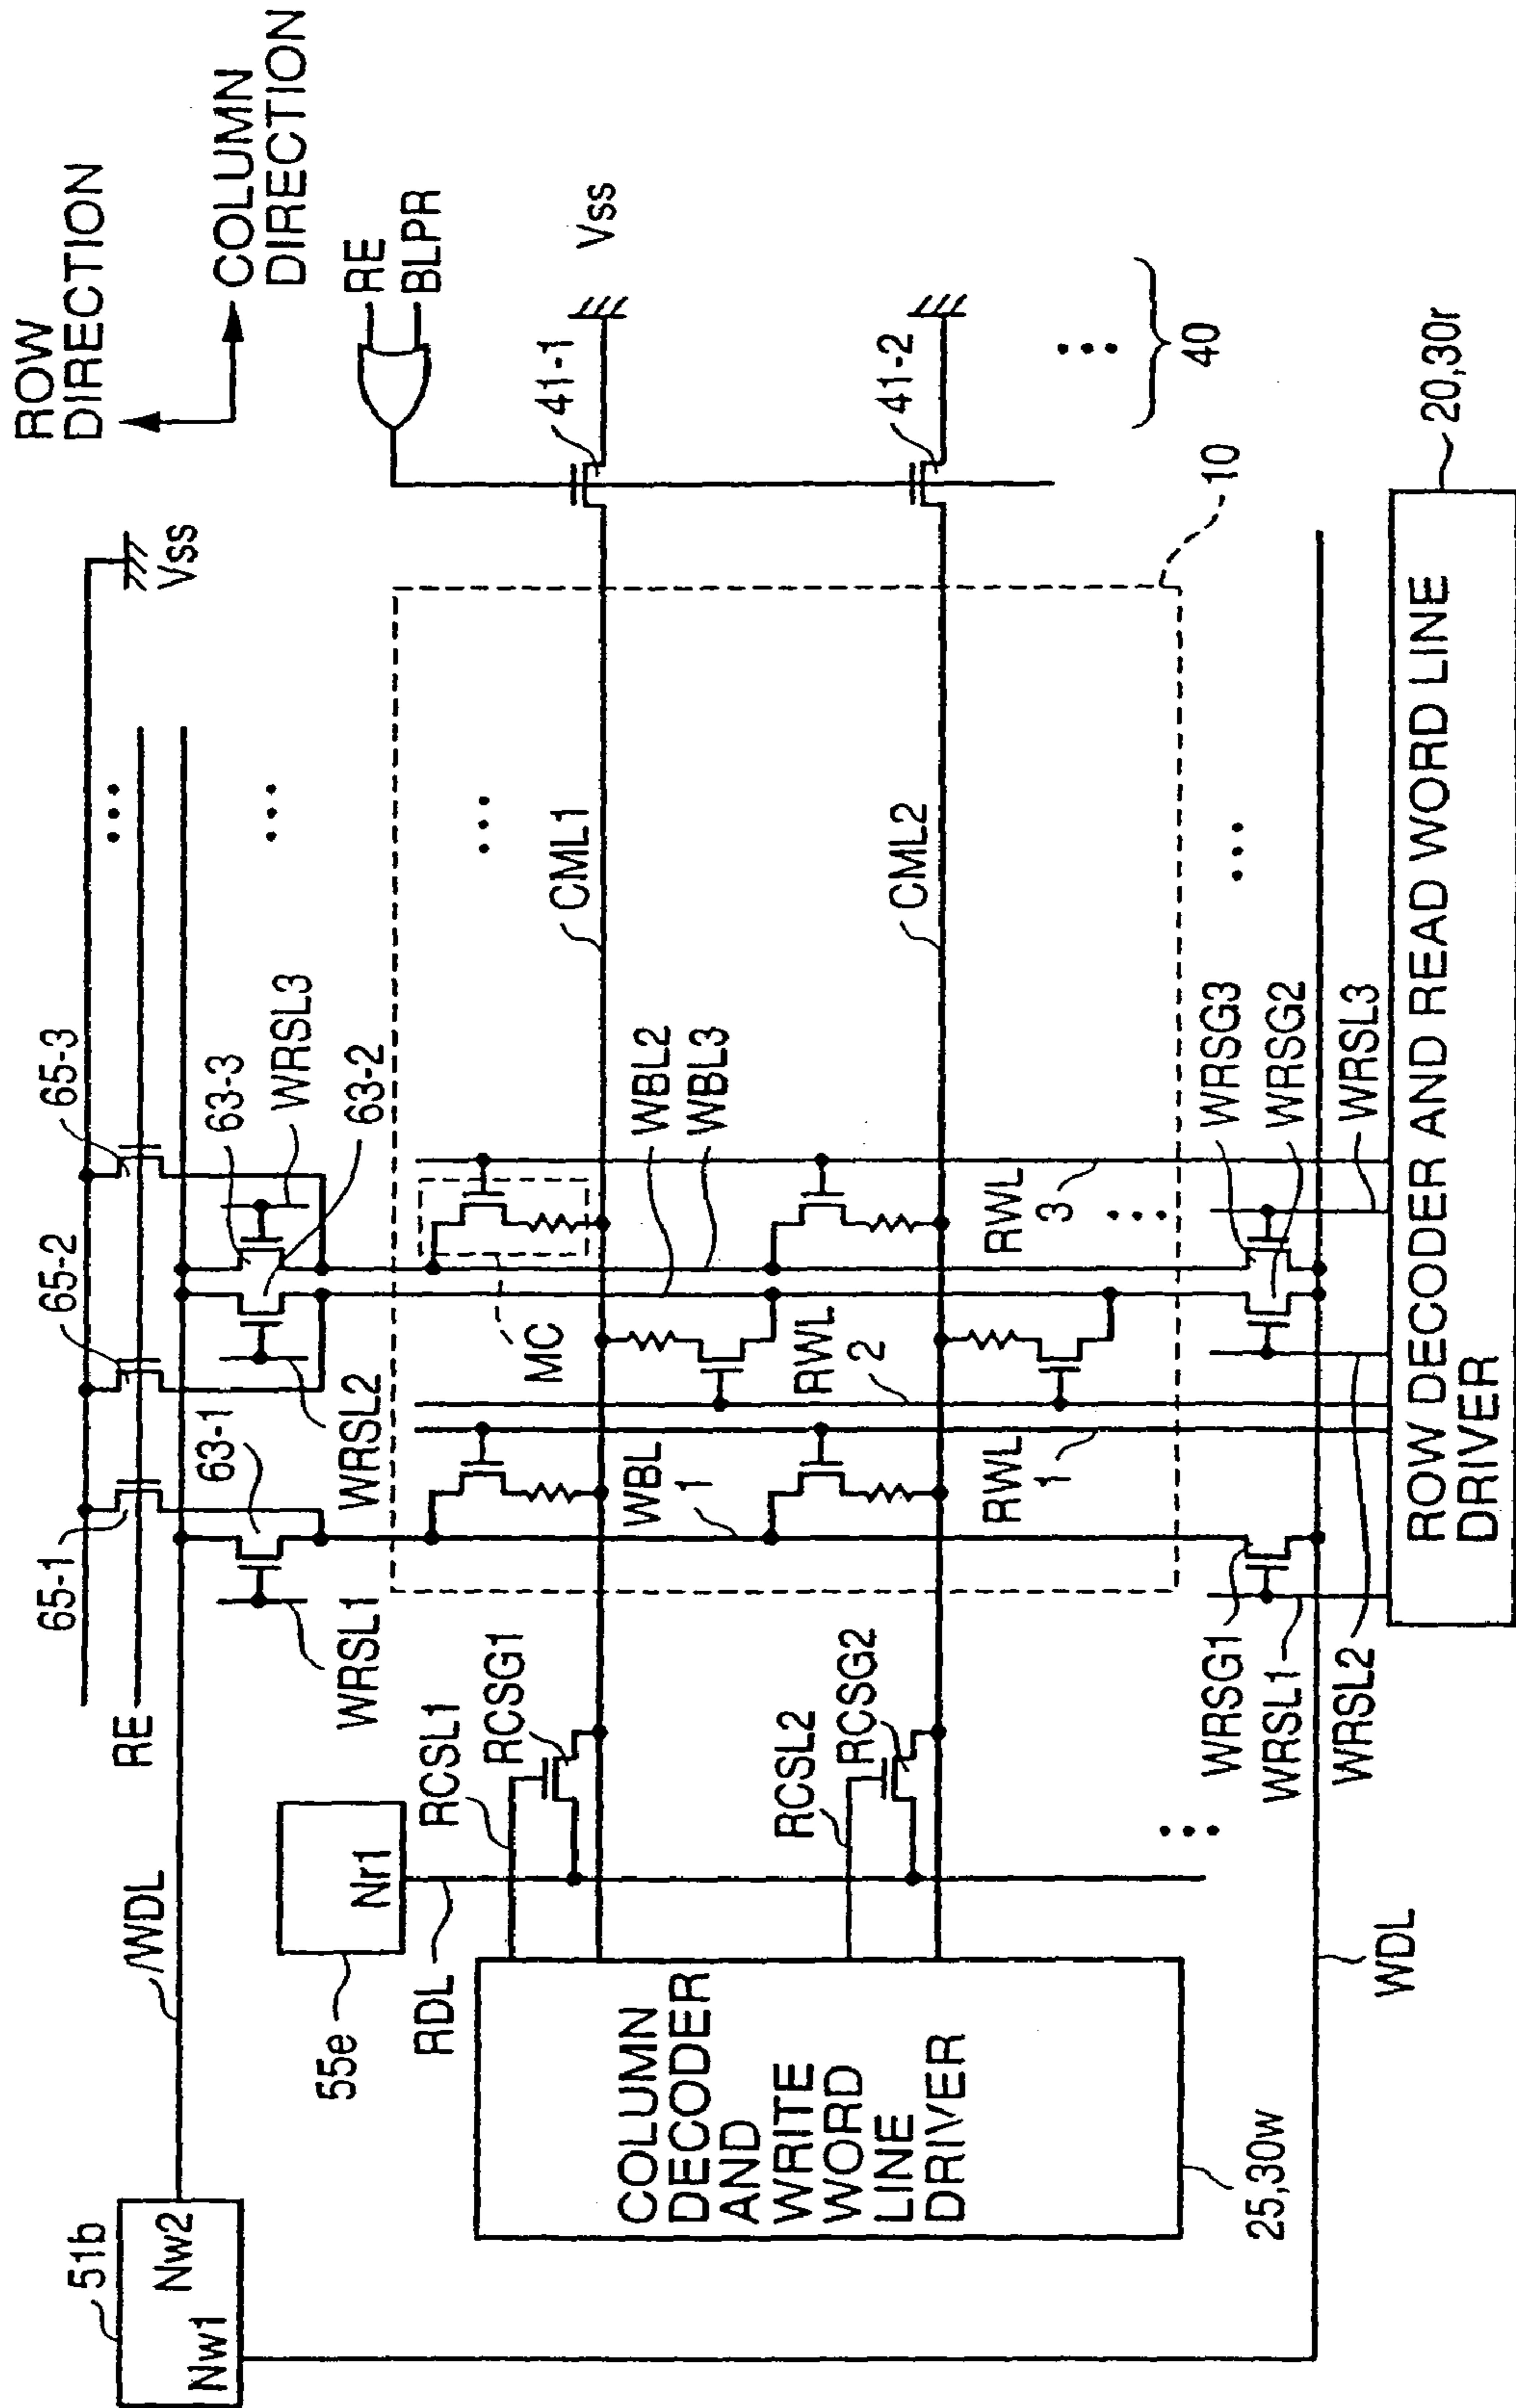 ROW
DIRECTION
COLUMN
DIRECTION
RE
BLPR
Vss
41-1
41-2
40
10
20,30r
Vss
65-3
65-2
65-1
63-3
WRSL3
63-2
WRSL2
63-1
WRSL1
RE
/WDL
51b
Nw2
Nw1
55e
Nr1
RDL
RCSL1
RCSG1
RCSL2
RCSG2
COLUMN
DECODER
AND
WRITE
WORD
LINE
DRIVER
25,30w
CML1
CML2
WBL2
WBL3
MC
RWL
3
RWL
2
WBL
1
RWL
1
WRSG3
WRSG2
WRSL3
WRSG1
WRSL1
WRSL2
WDL
ROW DECODER AND READ WORD LINE
DRIVER